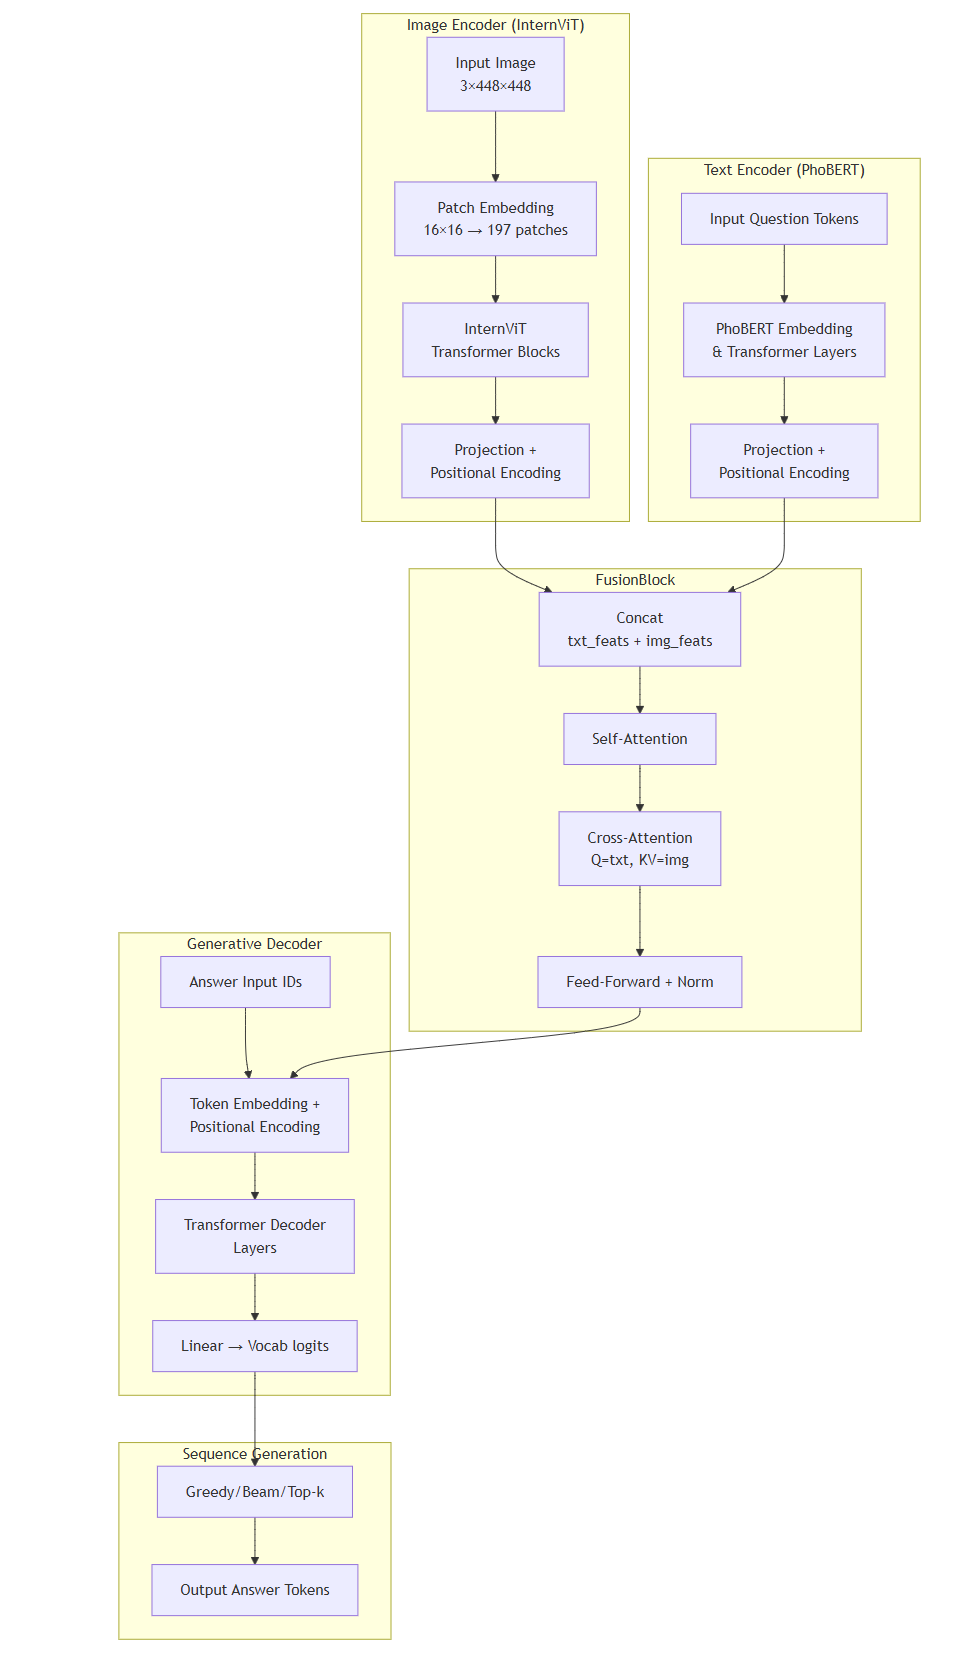 Image Encoder (InternViT)
Input Image
3×448×448
Patch Embedding
16×16 → 197 patches
InternViT
Transformer Blocks
Projection +
Positional Encoding
Text Encoder (PhoBERT)
Input Question Tokens
PhoBERT Embedding
& Transformer Layers
Projection +
Positional Encoding
FusionBlock
Concat
txt_feats + img_feats
Self-Attention
Cross-Attention
Q=txt, KV=img
Feed-Forward + Norm
Generative Decoder
Answer Input IDs
Token Embedding +
Positional Encoding
Transformer Decoder
Layers
Linear → Vocab logits
Sequence Generation
Greedy/Beam/Top-k
Output Answer Tokens